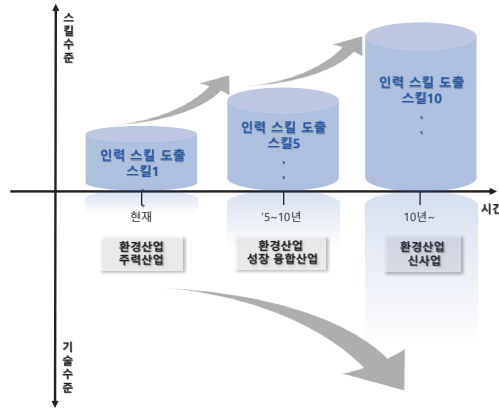 스킬수준
인력 스킬 도출
스킬1
인력 스킬 도출
스킬5
인력 스킬 도출
스킬10
시간
현재
'5~10년
10년~
환경산업
주력산업
환경산업
성장 융합산업
환경산업
신사업
기술수준